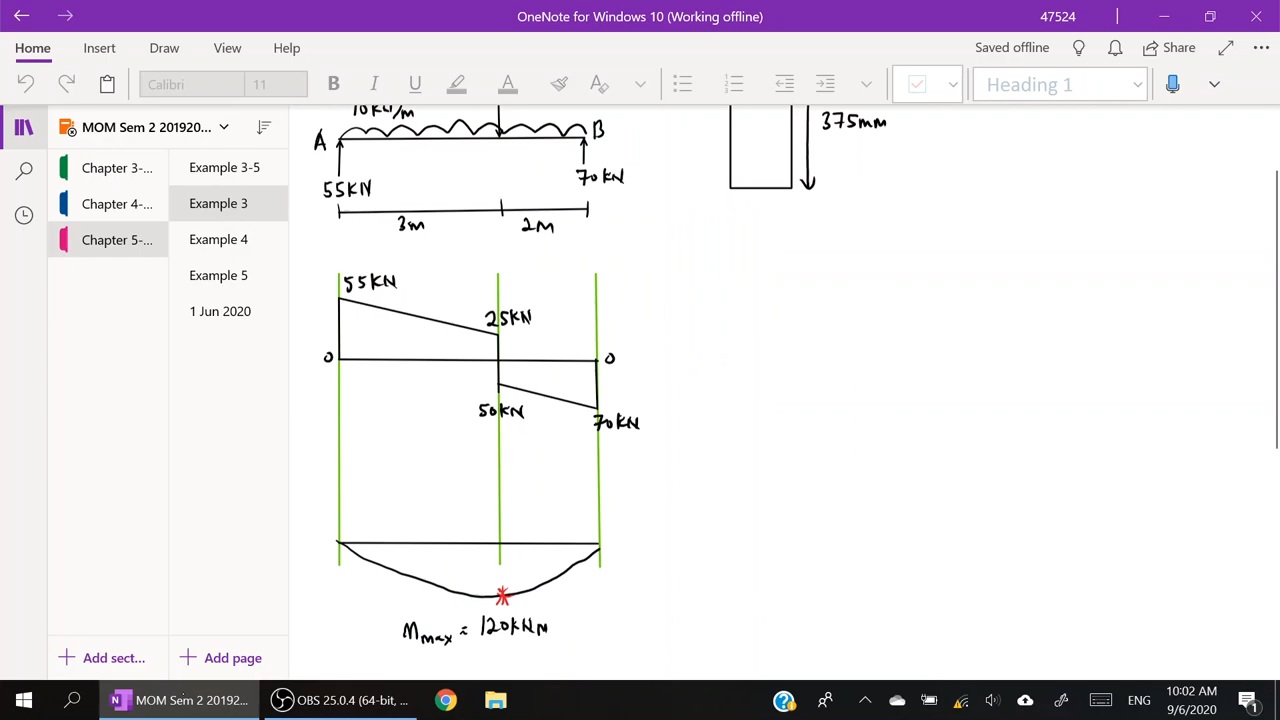 OneNote for Windows 10 (Working offline)
47524
Home
Insert
Draw
View
Help
Saved offline
Share
Calibri
11
B
I
U
A
Heading 1
MOM Sem 2 201920...
Chapter 3-...
Chapter 4-...
Chapter 5-...
Example 3-5
Example 3
Example 4
Example 5
1 Jun 2020
10kN/m
A
B
55KN
70KN
3m
2M
375mm
55KN
25KN
0
0
50KN
70KN
Mmax = 120KNM
Add sect...
Add page
MOM Sem 2 201920...
OBS 25.0.4 (64-bit, ...
ENG
10:02 AM
9/6/2020
1